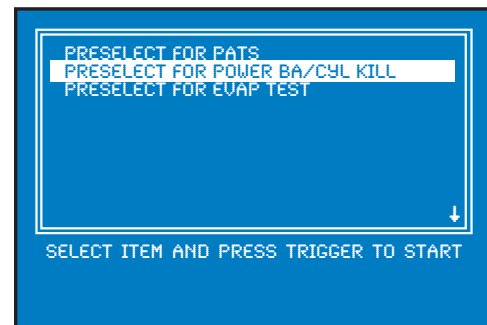 PRESELECT FOR PATS
PRESELECT FOR POWER BA/CYL KILL
PRESELECT FOR EVAP TEST
SELECT ITEM AND PRESS TRIGGER TO START